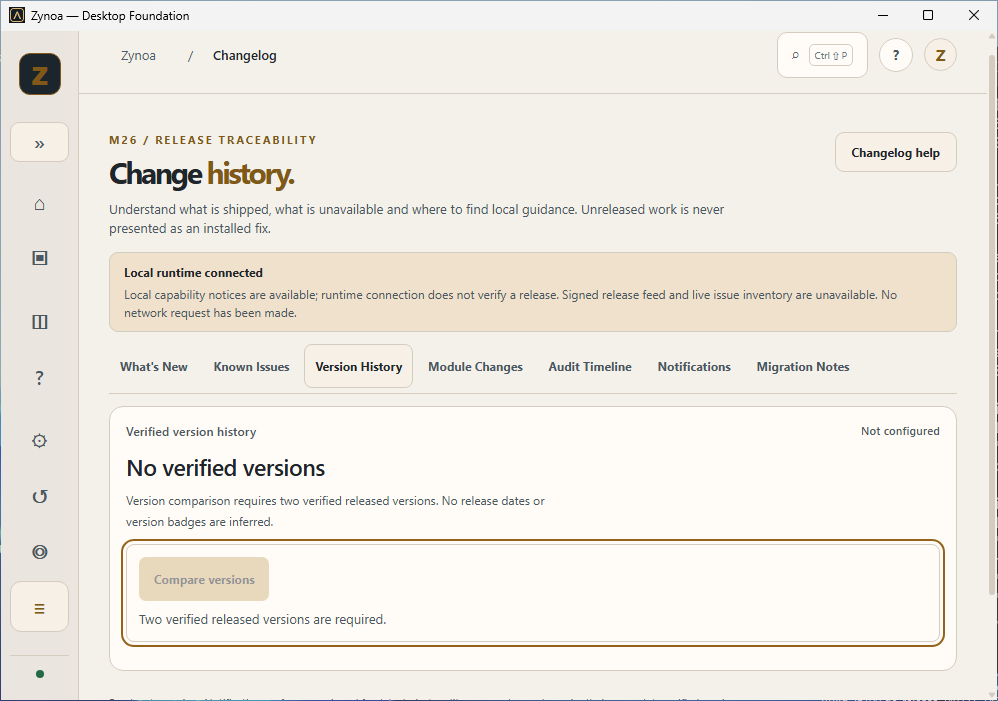 Zynoa — Desktop Foundation
Z
Zynoa / Changelog
Ctrl ⇧ P
?
Z
»
M26 / RELEASE TRACEABILITY
Changelog help
Change history.
Understand what is shipped, what is unavailable and where to find local guidance. Unreleased work is never
presented as an installed fix.
Local runtime connected
Local capability notices are available; runtime connection does not verify a release. Signed release feed and live issue inventory are unavailable. No
network request has been made.
What's New Known Issues Version History Module Changes Audit Timeline Notifications Migration Notes
?
Verified version history
Not configured
No verified versions
Version comparison requires two verified released versions. No release dates or
version badges are inferred.
Compare versions
Two verified released versions are required.